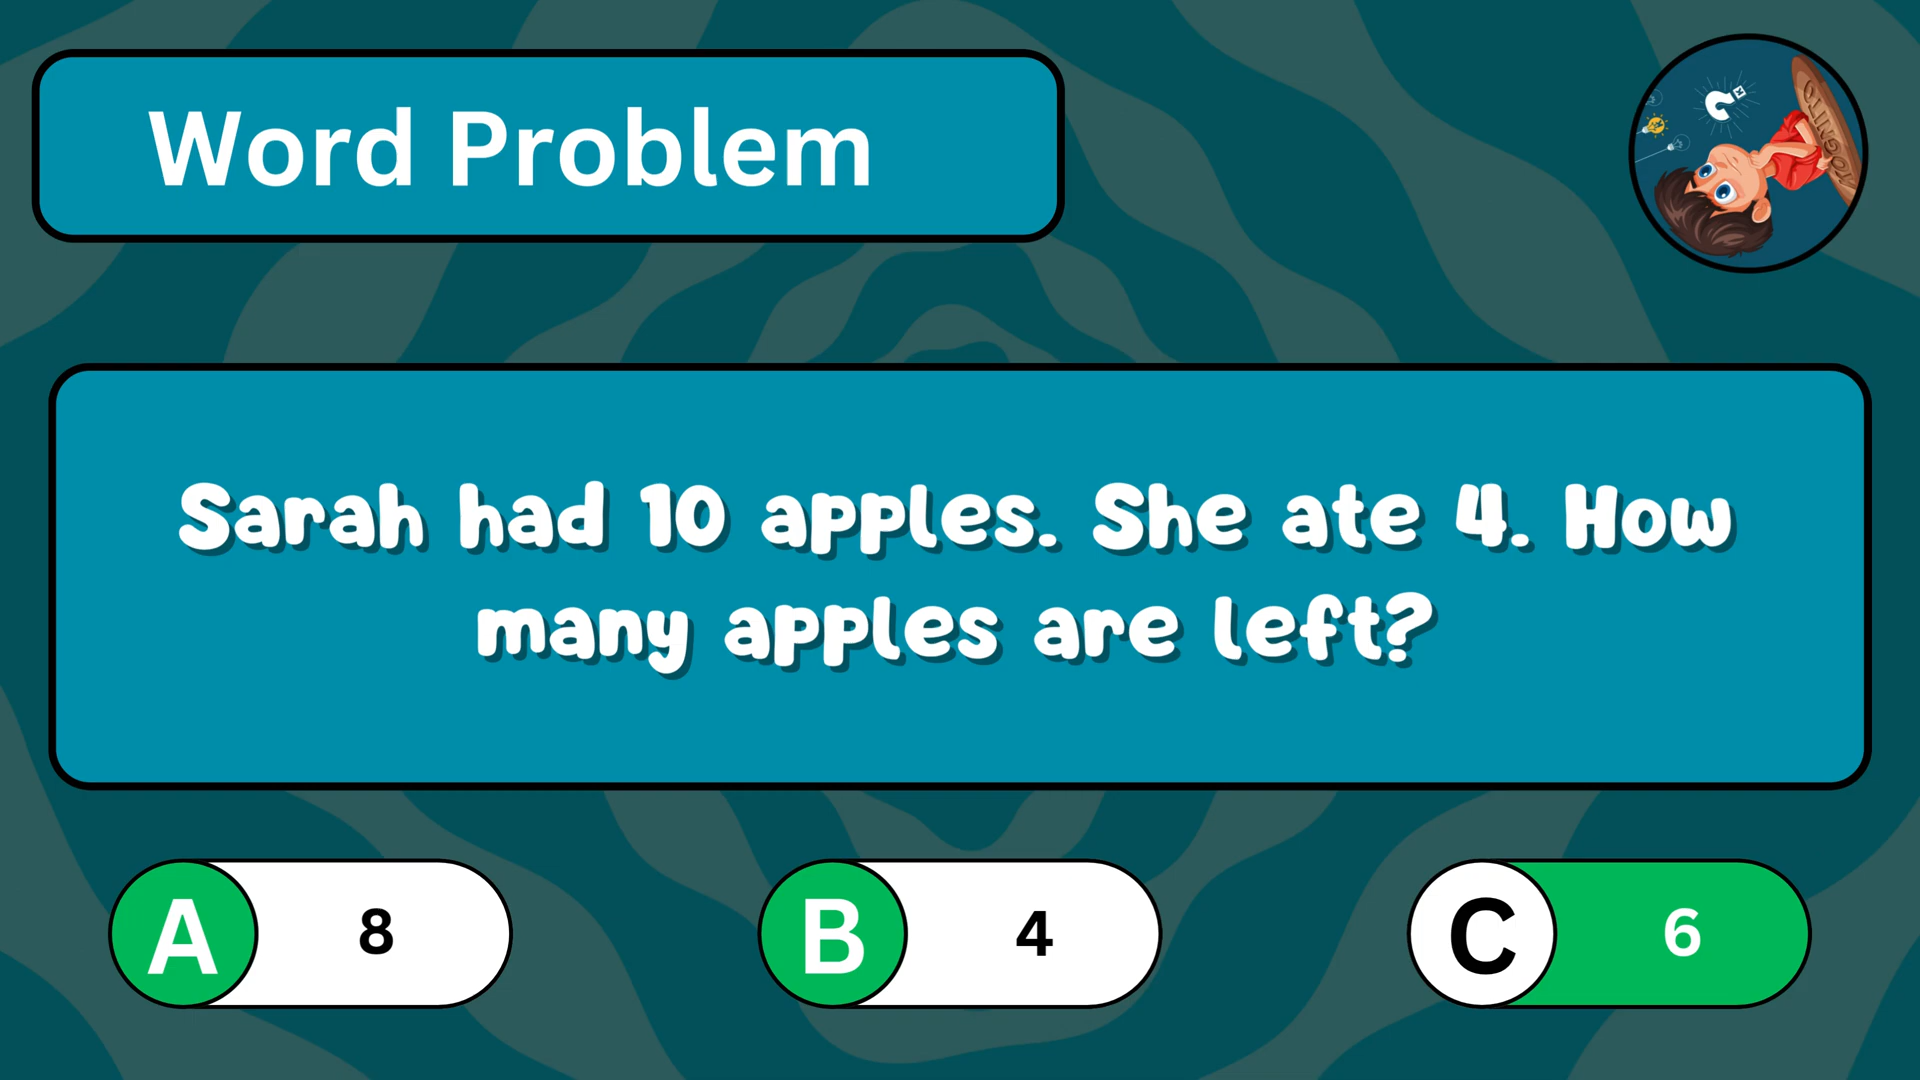 Word Problem
Sarah had 10 apples. She ate 4. How
many apples are left?
A 8
B 4
C 6